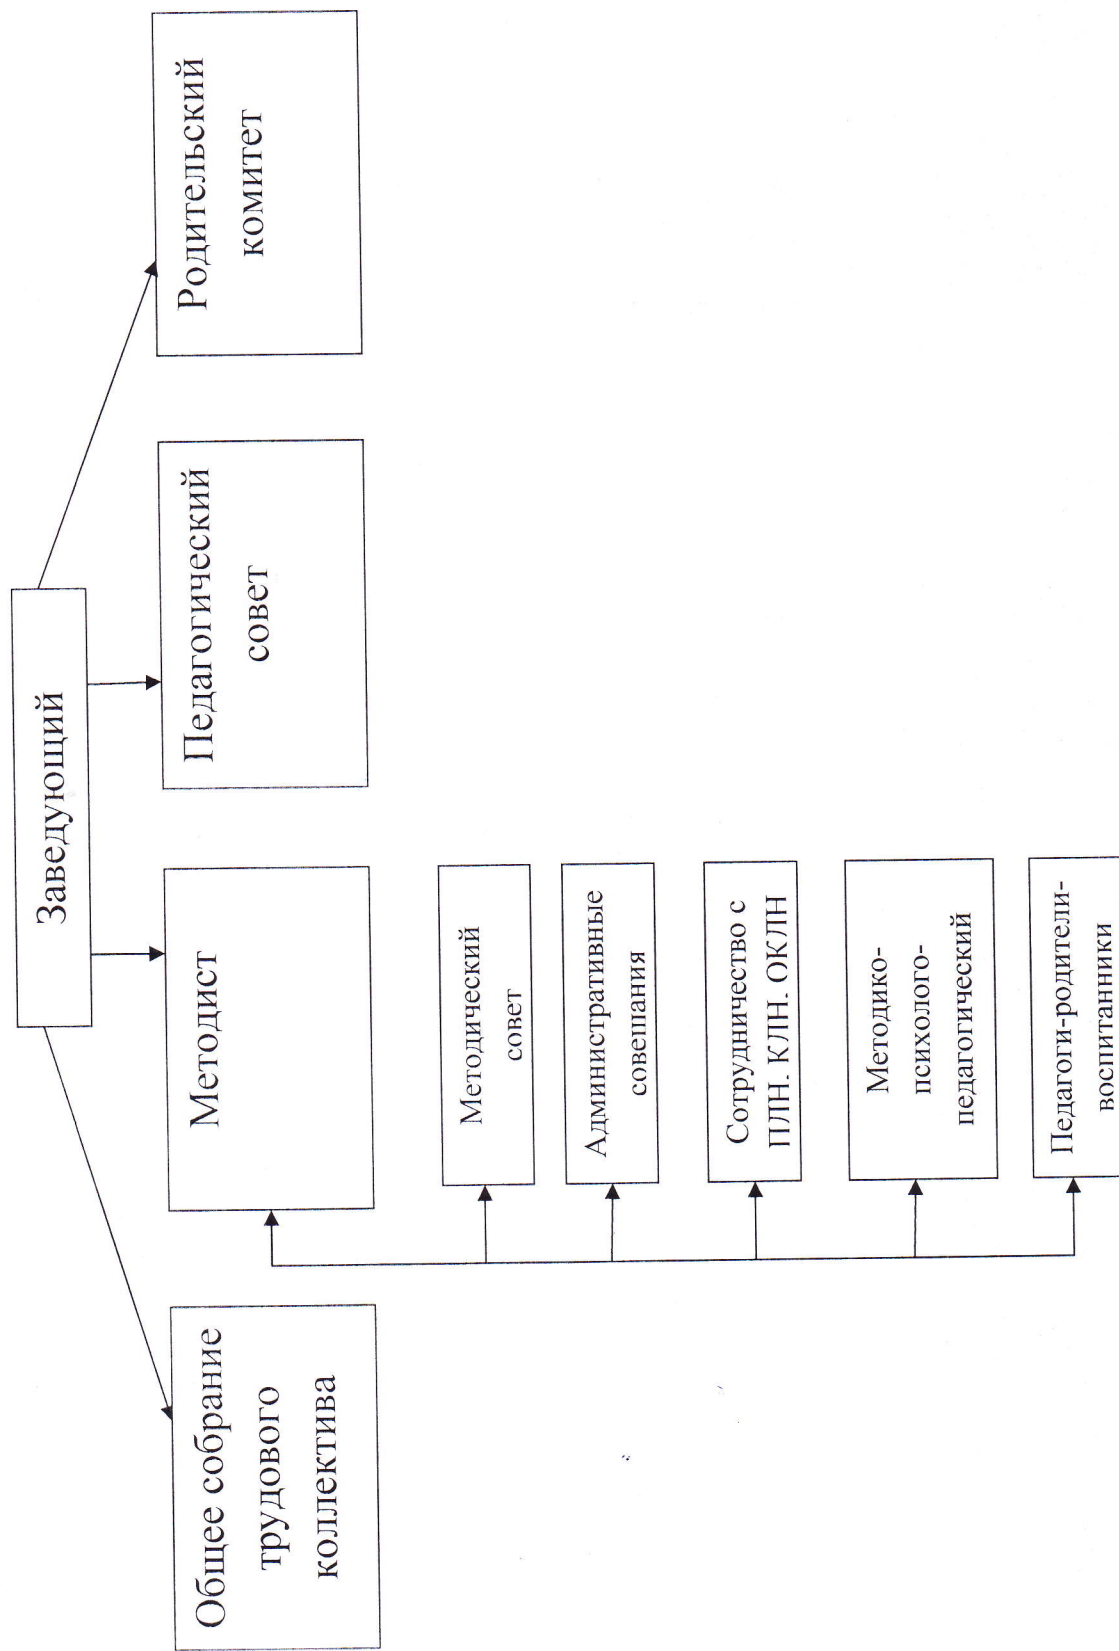 Заведующий
Общее собрание
трудового
коллектива
Методист
Педагогический
совет
Родительский
комитет
Методический
совет
Административные
совещания
Сотрудничество с
ПЛН. КЛН. ОКЛН
Методико-
психолого-
педагогический
Педагоги-родители-
воспитанники